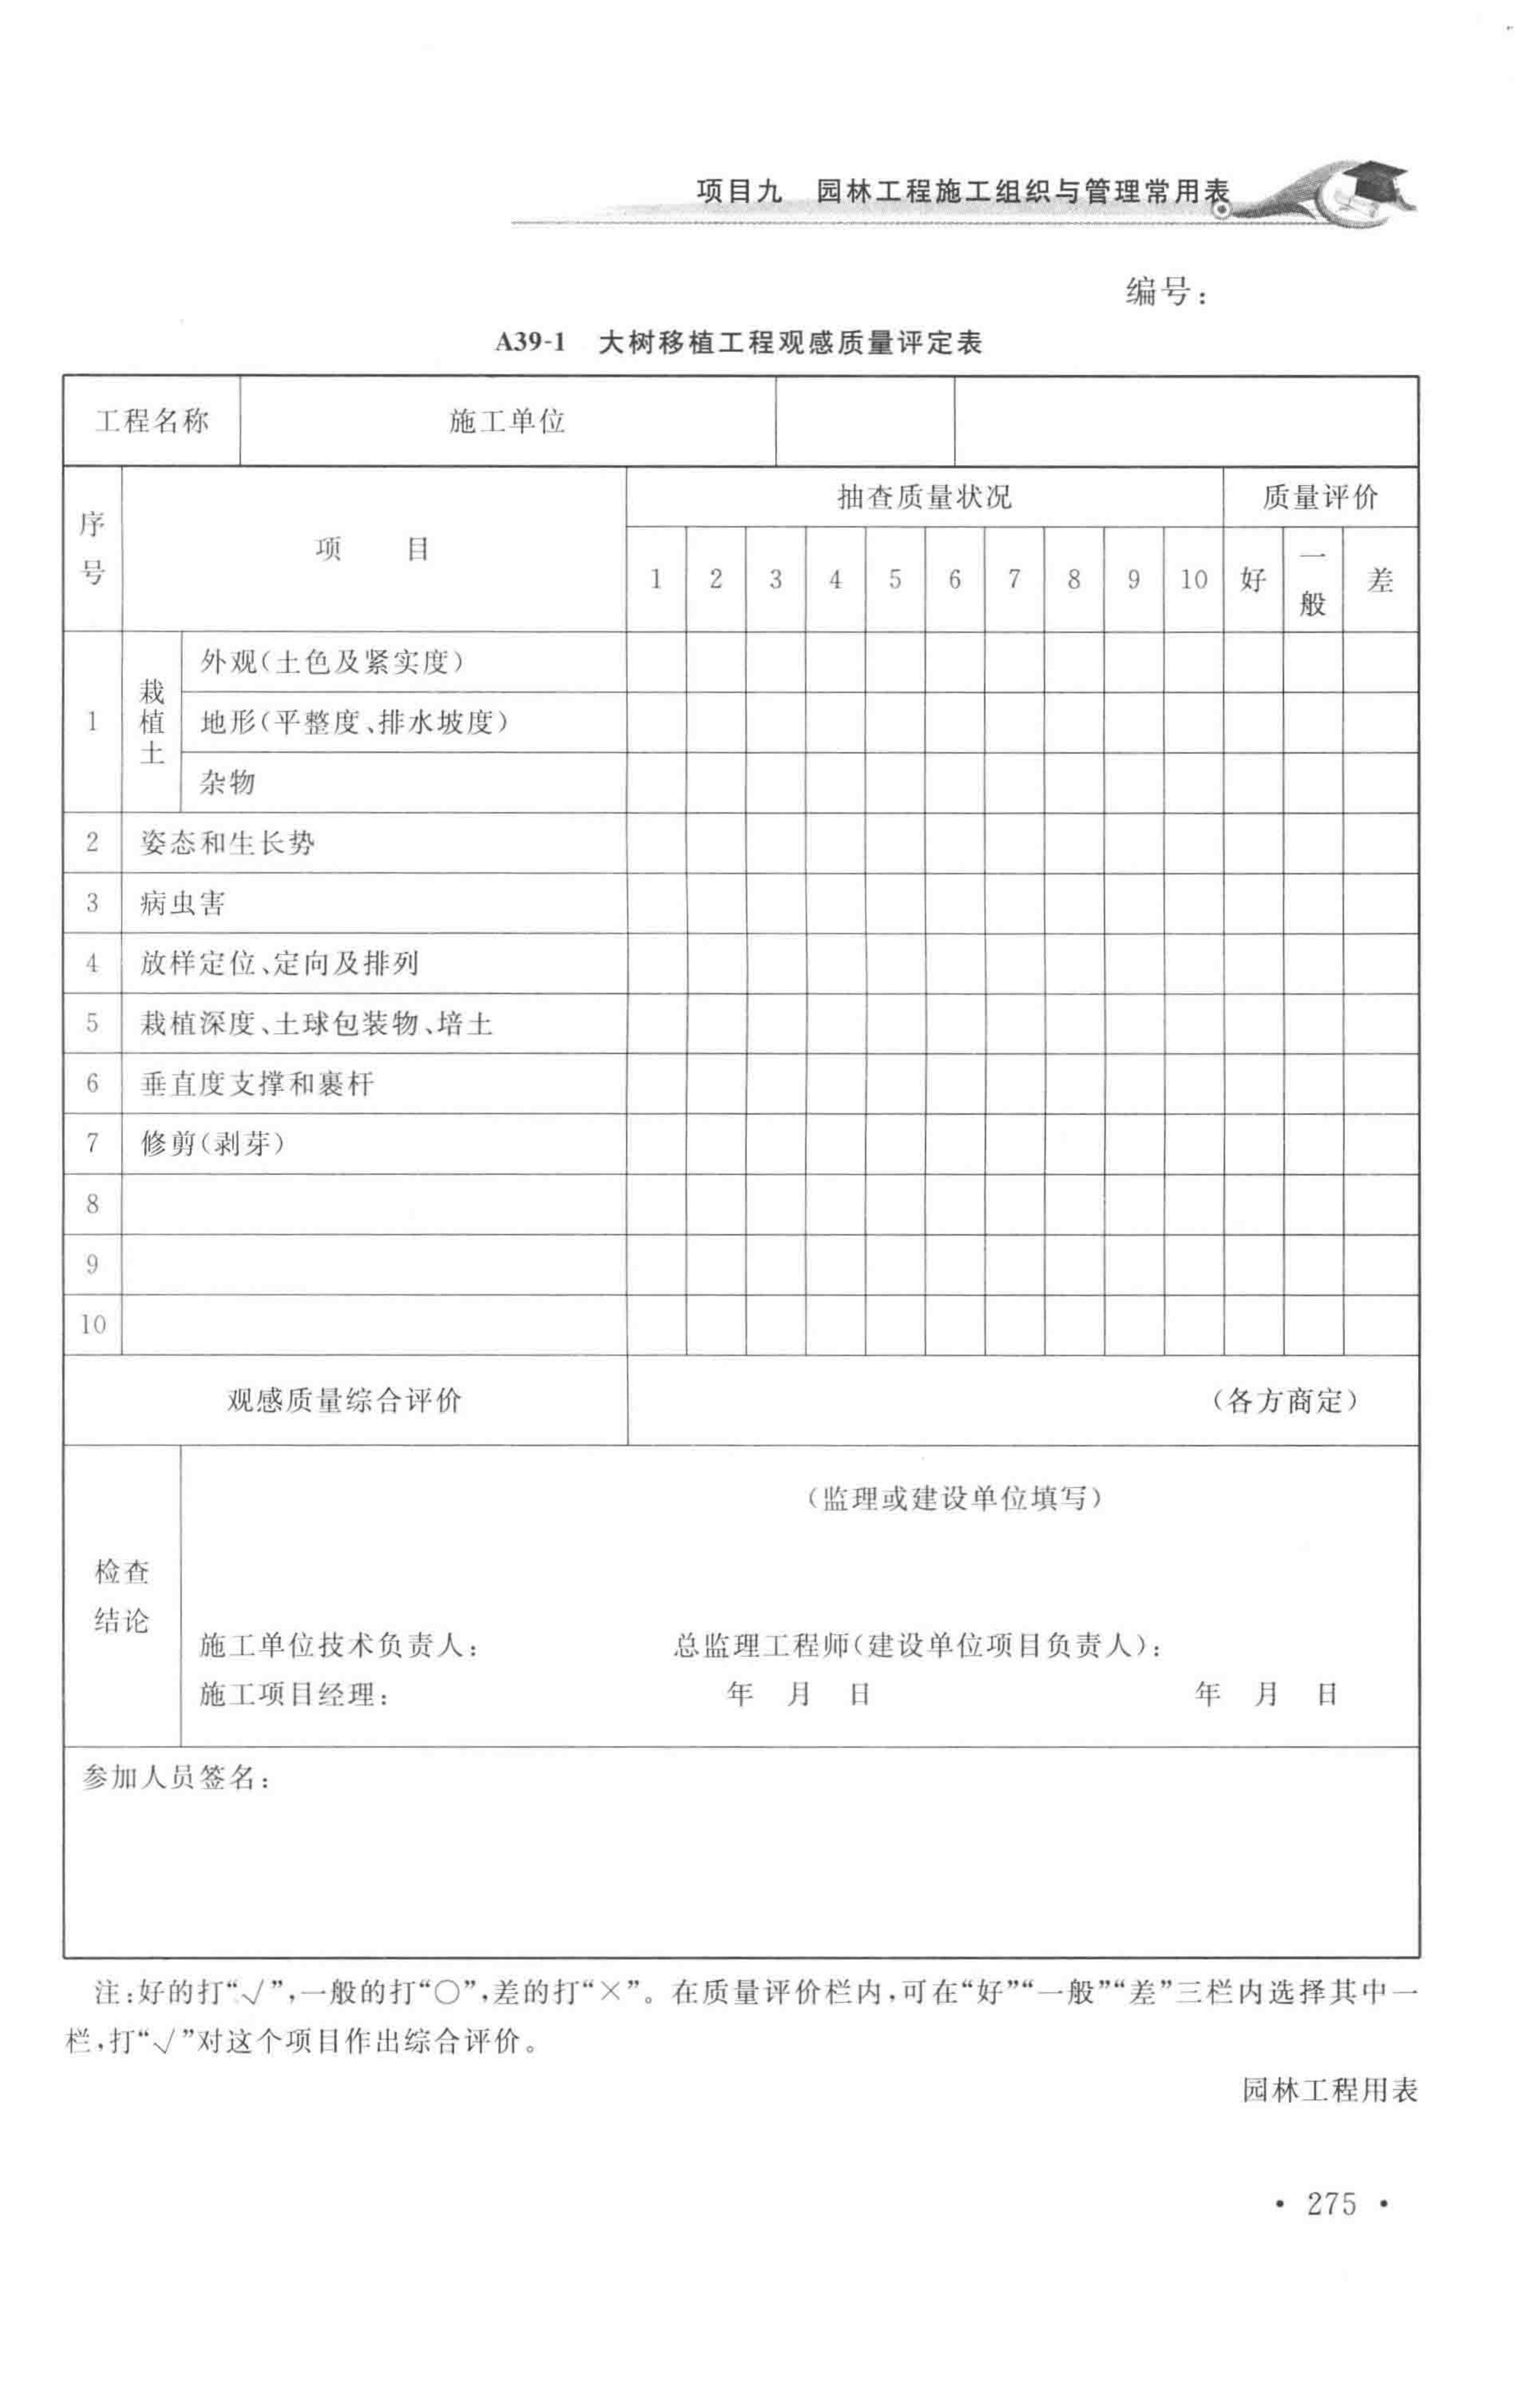 项目九 园林工程施工组织与管理常用表
编号：
A39-1 大树移植工程观感质量评定表
工程名称 施工单位
序号 项 目 抽查质量状况 质量评价
1 2 3 4 5 6 7 8 9 10 好 一般 差
1 栽植土 外观(土色及紧实度)
地形(平整度、排水坡度)
杂物
2 姿态和生长势
3 病虫害
4 放样定位、定向及排列
5 栽植深度、土球包装物、培土
6 垂直度支撑和裹杆
7 修剪(剥芽)
8
9
10
观感质量综合评价 (各方商定)
检查结论
(监理或建设单位填写)
施工单位技术负责人： 总监理工程师(建设单位项目负责人)：
施工项目经理： 年 月 日 年 月 日
参加人员签名：
注：好的打“√”，一般的打“○”，差的打“×”。在质量评价栏内，可在“好”“一般”“差”三栏内选择其中一
栏，打“√”对这个项目作出综合评价。
园林工程用表
• 275 •